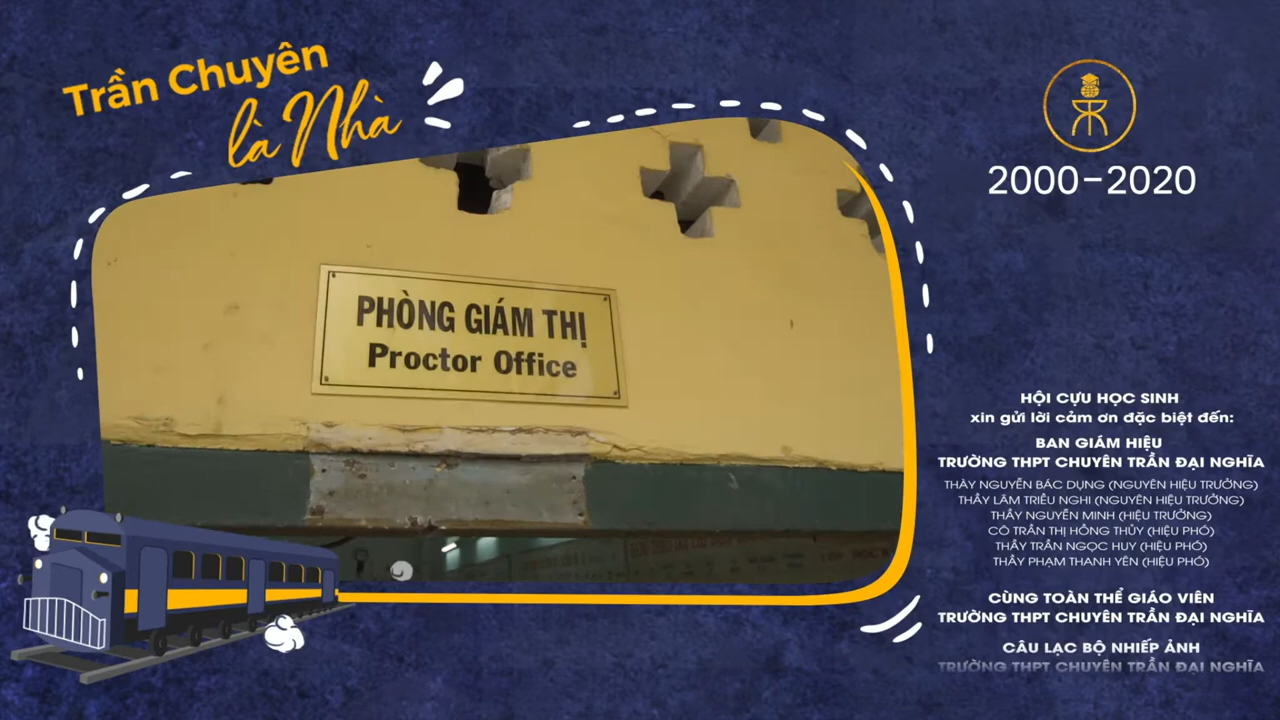 Trần Chuyên
là Nhà
2000-2020
PHÒNG GIÁM THỊ
Proctor Office
HỘI CỰU HỌC SINH
xin gửi lời cảm ơn đặc biệt đến:
BAN GIÁM HIỆU
TRƯỜNG THPT CHUYÊN TRẦN ĐẠI NGHĨA
THÀY NGUYỄN BÁC DỤNG (NGUYÊN HIỆU TRƯỞNG)
THẦY LÂM TRIỀU NGHI (NGUYÊN HIỆU TRƯỞNG)
THẦY NGUYỄN MINH (HIỆU TRƯỞNG)
CÔ TRẦN THỊ HỒNG THỦY (HIỆU PHÓ)
THẦY TRẦN NGỌC HUY (HIỆU PHÓ)
THẦY PHẠM THANH YÊN (HIỆU PHÓ)
CÙNG TOÀN THỂ GIÁO VIÊN
TRƯỜNG THPT CHUYÊN TRẦN ĐẠI NGHĨA
CÂU LẠC BỘ NHIẾP ẢNH
TRƯỜNG THPT CHUYÊN TRẦN ĐẠI NGHĨA